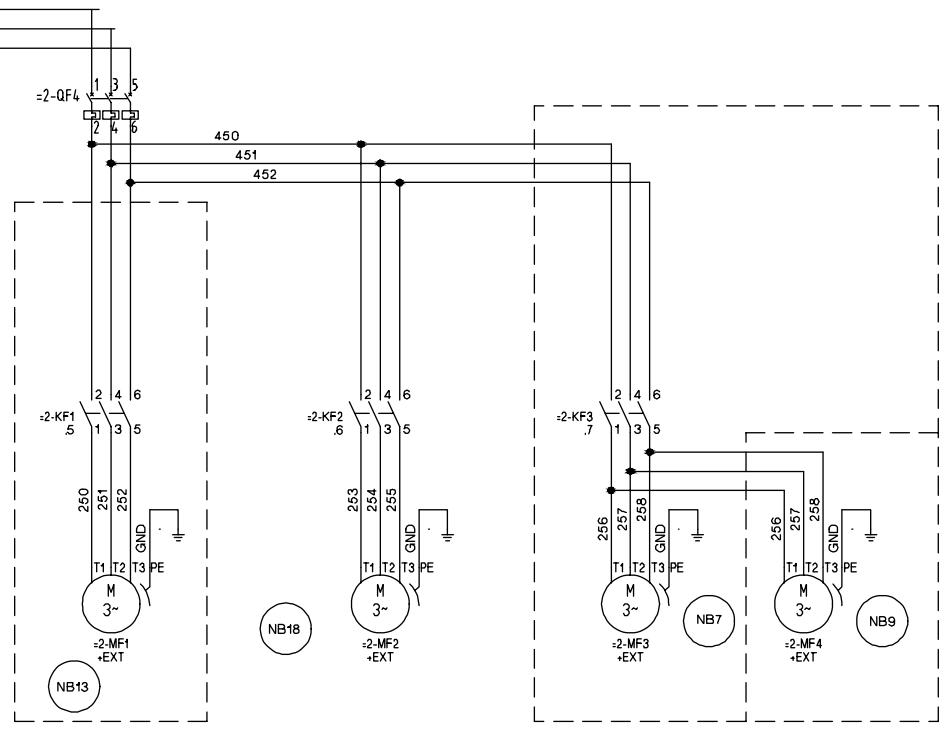 1 3 5
=2-QF4
2 4 6
450
451
452
2 4 6
=2-KF1
.5
1 3 5
2 4 6
=2-KF2
.6
1 3 5
2 4 6
=2-KF3
.7
1 3 5
250 251 252
GND
253 254 255
GND
256 257 258
GND
256 257 258
GND
T1 T2 T3 PE
T1 T2 T3 PE
T1 T2 T3 PE
T1 T2 T3 PE
M
3~
M
3~
M
3~
M
3~
NB18
NB7
NB9
=2-MF1
+EXT
=2-MF2
+EXT
=2-MF3
+EXT
=2-MF4
+EXT
NB13